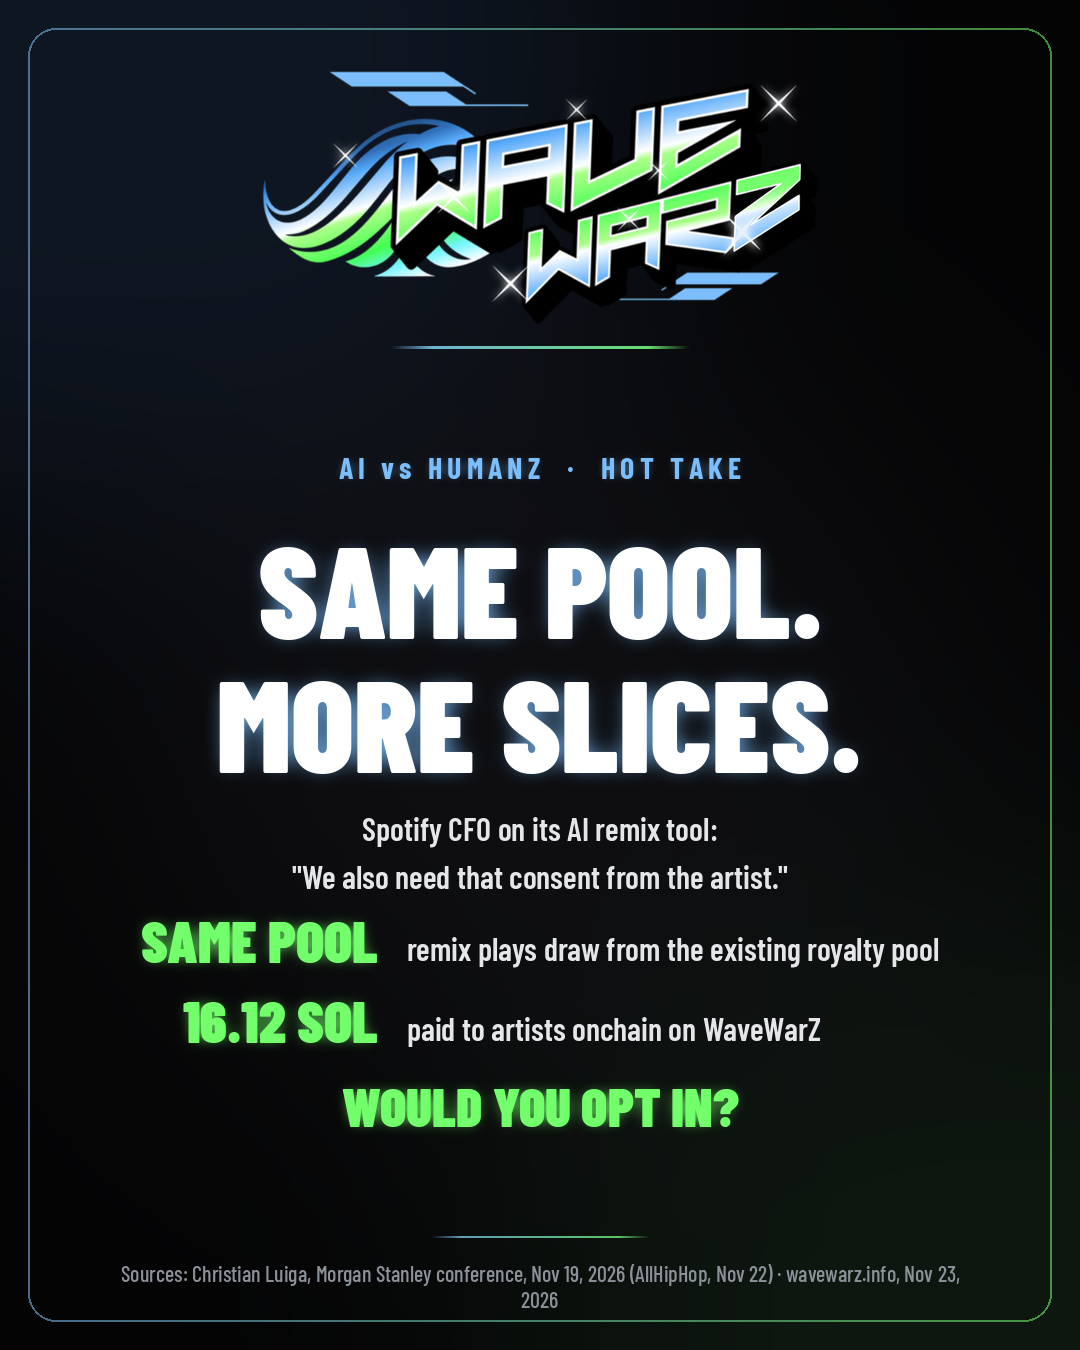 WAVE
WARZ
AI vs HUMANZ · HOT TAKE
SAME POOL.
MORE SLICES.
Spotify CFO on its AI remix tool:
"We also need that consent from the artist."
SAME POOL remix plays draw from the existing royalty pool
16.12 SOL paid to artists onchain on WaveWarZ
WOULD YOU OPT IN?
Sources: Christian Luiga, Morgan Stanley conference, Nov 19, 2026 (AllHipHop, Nov 22) · wavewarz.info, Nov 23,
2026